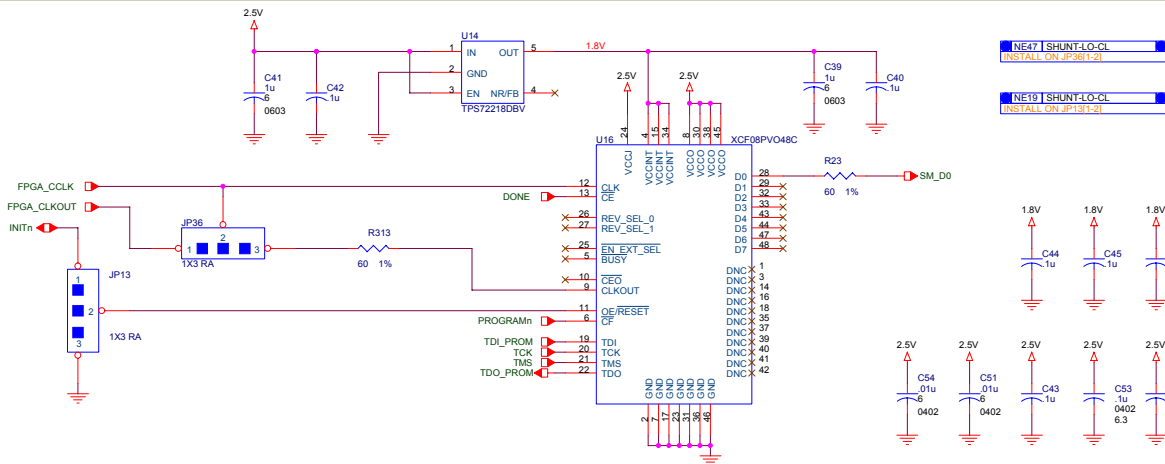 2.5V
U14
1 IN OUT 5
1.8V
2 GND
3 EN NR/FB 4
TPS72218DBV
C41
1u
6
0603
C42
.1u
C39
1u
6
0603
C40
.1u
NE47 SHUNT-LO-CL
INSTALL ON JP36[1-2]
NE19 SHUNT-LO-CL
INSTALL ON JP13[1-2]
2.5V
2.5V
U16
XCF08PVO48C
24 4 15 34 8 30 38 45
VCCJ VCCINT VCCINT VCCINT VCCO VCCO VCCO VCCO
FPGA_CCLK
12 CLK
DONE
13 CE
FPGA_CLKOUT
INITn
26 REV_SEL_0
27 REV_SEL_1
25 EN_EXT_SEL
5 BUSY
10 CEO
9 CLKOUT
11 OE/RESET
PROGRAMn
6 CF
TDI_PROM
19 TDI
TCK
20 TCK
TMS
21 TMS
TDO_PROM
22 TDO
JP36
1 2 3
1X3 RA
R313
60 1%
JP13
1
2
3
1X3 RA
D0 28
D1 29
D2 32
D3 33
D4 43
D5 44
D6 47
D7 48
R23
60 1%
SM_D0
DNC 1
DNC 3
DNC 14
DNC 16
DNC 18
DNC 35
DNC 37
DNC 39
DNC 40
DNC 41
DNC 42
GND GND GND GND GND GND GND
2 7 17 23 31 36 46
1.8V
1.8V
1.8V
C44
.1u
C45
.1u
2.5V
2.5V
2.5V
2.5V
2.5V
C54
.01u
6
0402
C51
.01u
6
0402
C43
.1u
C53
.1u
0402
6.3